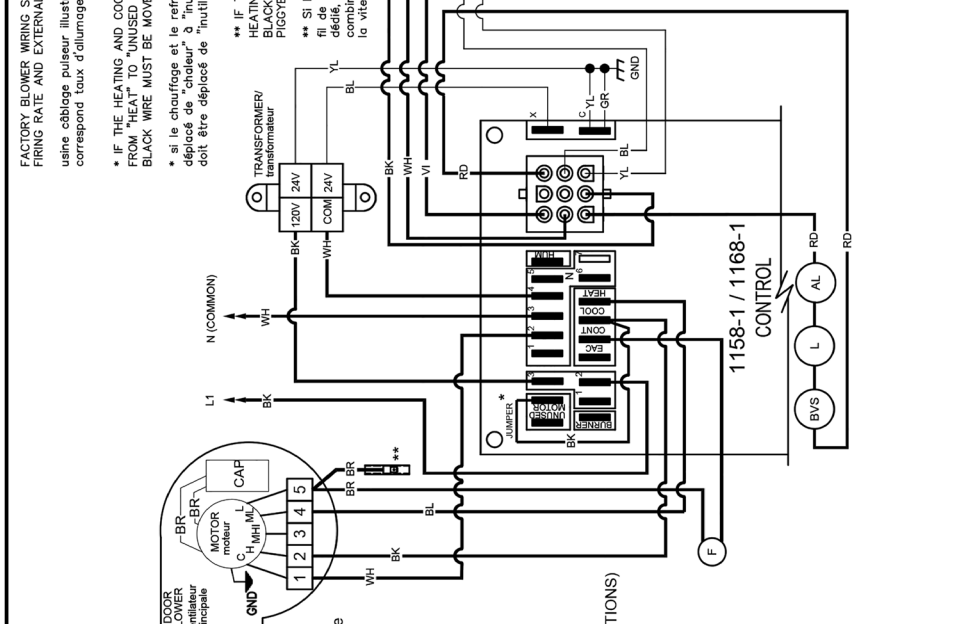 FACTORY BLOWER WIRING S
FIRING RATE AND EXTERNAL
usine câblage pulseur illust
correspond taux d'allumage
* IF THE HEATING AND COO
FROM "HEAT" TO "UNUSED
BLACK WIRE MUST BE MOVE
* si le chauffage et le refr
déplacé de "chaleur" à "inu
doit être déplacé de "inutil
** IF T
HEATING
BLACK
PIGGYB
** SI l
fil de
dédié,
combin
la vite
TRANSFORMER/
transformateur
24V
24V
120V
COM
YL
BL
BK
WH
BK
WH
VI
RD
YL
GR
GND
X
C
BL
YL
N (COMMON)
WH
L1
BK
HUM
5
4
3
2
1
N
7
6
HEAT
COOL
CONT
EAC
3
2
1
UNUSED
MOTOR
BURNER
JUMPER *
BK
1158-1 / 1168-1
CONTROL
RD
RD
AL
L
BVS
CAP
BR
BR
MOTOR
moteur
L
ML
MHI
H
C
5
4
3
2
1
BR
BR
**
BL
BK
WH
GND
F
DOOR
LOWER
entilateur
incipale
e
TIONS)